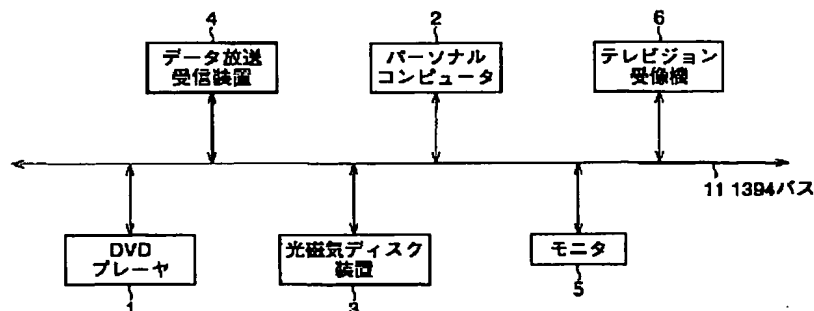 4
2
6
データ放送
受信装置
パーソナル
コンピュータ
テレビジョン
受像機
11 1394バス
DVD
プレーヤ
光磁気ディスク
装置
モニタ
1
3
5